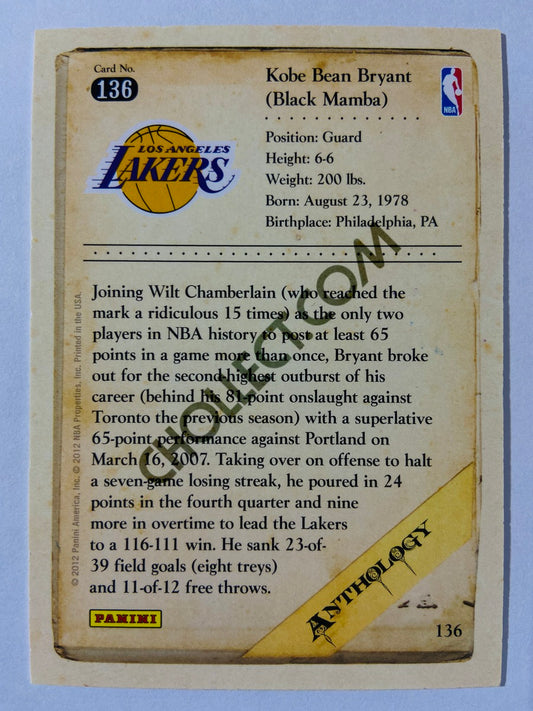 Card No.
136
Kobe Bean Bryant
(Black Mamba)
NBA
LOS ANGELES
LAKERS
Position: Guard
Height: 6-6
Weight: 200 lbs.
Born: August 23, 1978
Birthplace: Philadelphia, PA
Joining Wilt Chamberlain (who reached the
mark a ridiculous 15 times) as the only two
players in NBA history to post at least 65
points in a game more than once, Bryant broke
out for the second-highest outburst of his
career (behind his 81-point onslaught against
Toronto the previous season) with a superlative
65-point performance against Portland on
March 16, 2007. Taking over on offense to halt
a seven-game losing streak, he poured in 24
points in the fourth quarter and nine
more in overtime to lead the Lakers
to a 116-111 win. He sank 23-of-
39 field goals (eight treys)
and 11-of-12 free throws.
© 2012 Panini America, Inc. © 2012 NBA Properties, Inc. Printed in the USA.
CHOLLECT.COM
ANTHOLOGY
PANINI
136